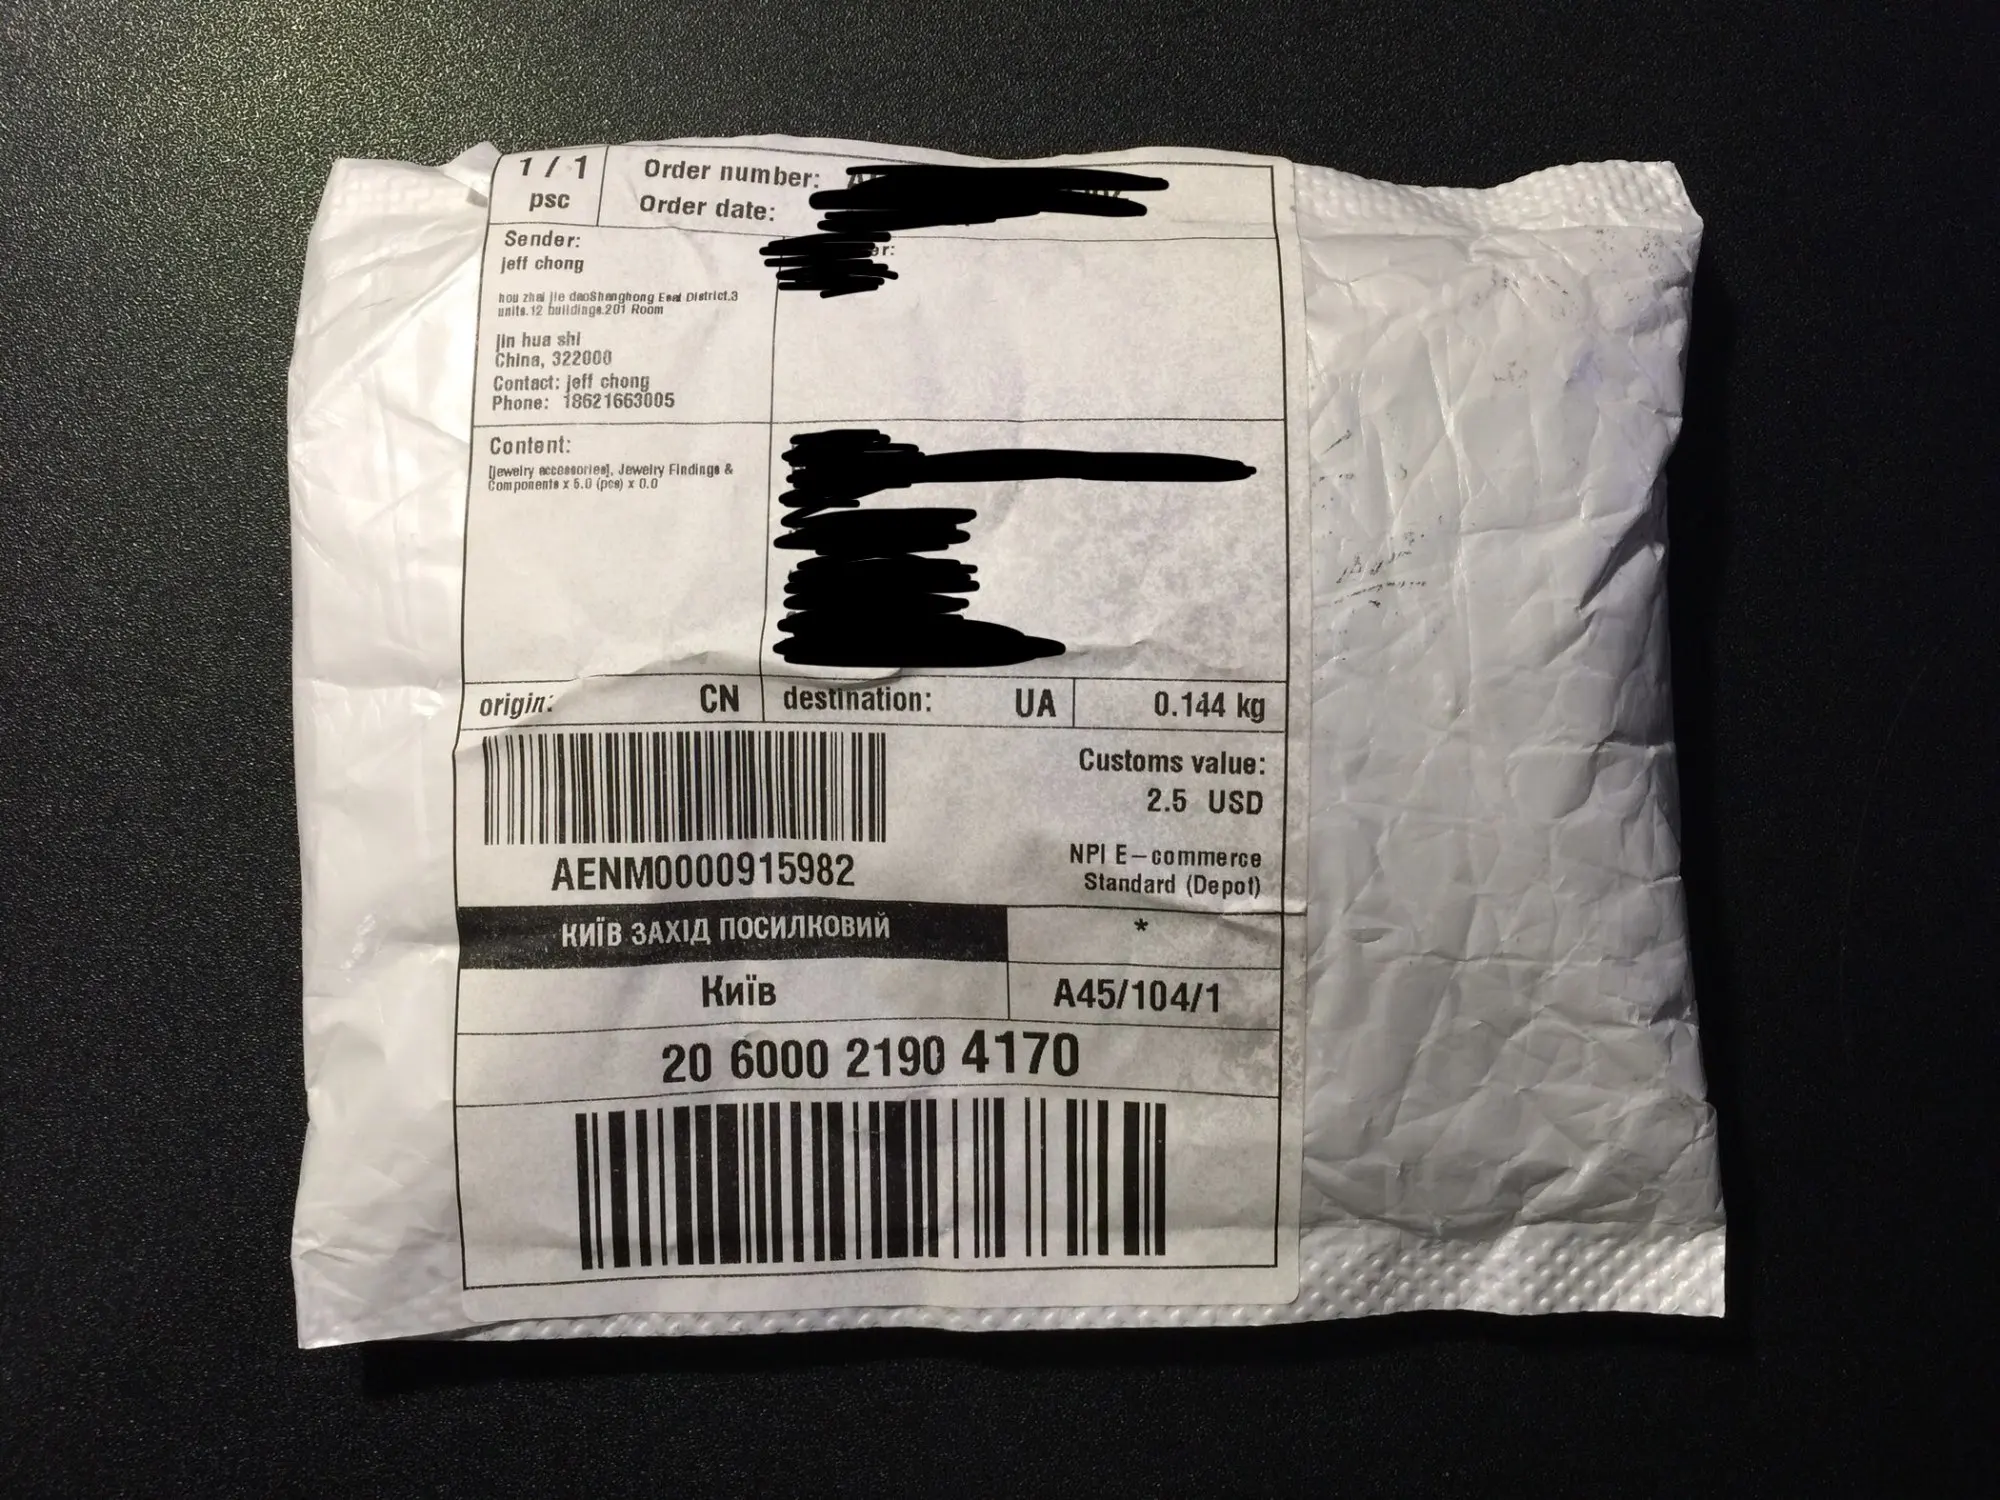 1 / 1
psc
Order number:
Order date:
Sender:
jeff chong
hou zhai jie daoShanghong East District.3
units.12 buildings.201 Room
jin hua shi
China, 322000
Contact: jeff chong
Phone: 18621663005
er:
Content:
[jewelry accessories], Jewelry Findings &
Components x 5.0 (pcs) x 0.0
origin: CN destination: UA 0.144 kg
Customs value:
2.5 USD
AENM0000915982
NPI E-commerce
Standard (Depot)
КИЇВ ЗАХІД ПОСИЛКОВИЙ *
Київ A45/104/1
20 6000 2190 4170